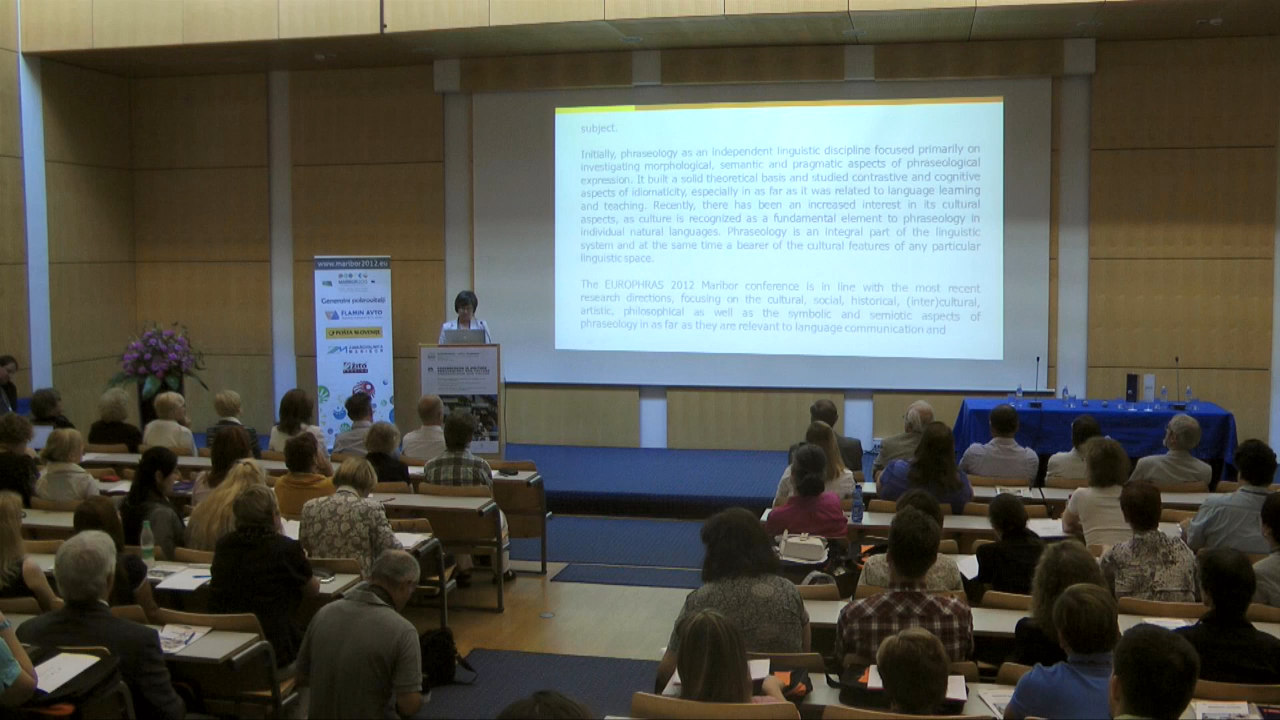 subject.
Initially, phraseology as an independent linguistic discipline focused primarily on
investigating morphological, semantic and pragmatic aspects of phraseological
expression. It built a solid theoretical basis and studied contrastive and cognitive
aspects of idiomaticity, especially in as far as it was related to language learning
and teaching. Recently, there has been an increased interest in its cultural
aspects, as culture is recognized as a fundamental element to phraseology in
individual natural languages. Phraseology is an integral part of the linguistic
system and at the same time a bearer of the cultural features of any particular
linguistic space.
The EUROPHRAS 2012 Maribor conference is in line with the most recent
research directions, focusing on the cultural, social, historical, (inter)cultural,
artistic, philosophical as well as the symbolic and semiotic aspects of
phraseology in as far as they are relevant to language communication and
www.maribor2012.eu
Generalni pokrovitelji
FLAMIN AVTO
POŠTA SLOVENIJE
ZAVAROVALNICA
MARIBOR
žito